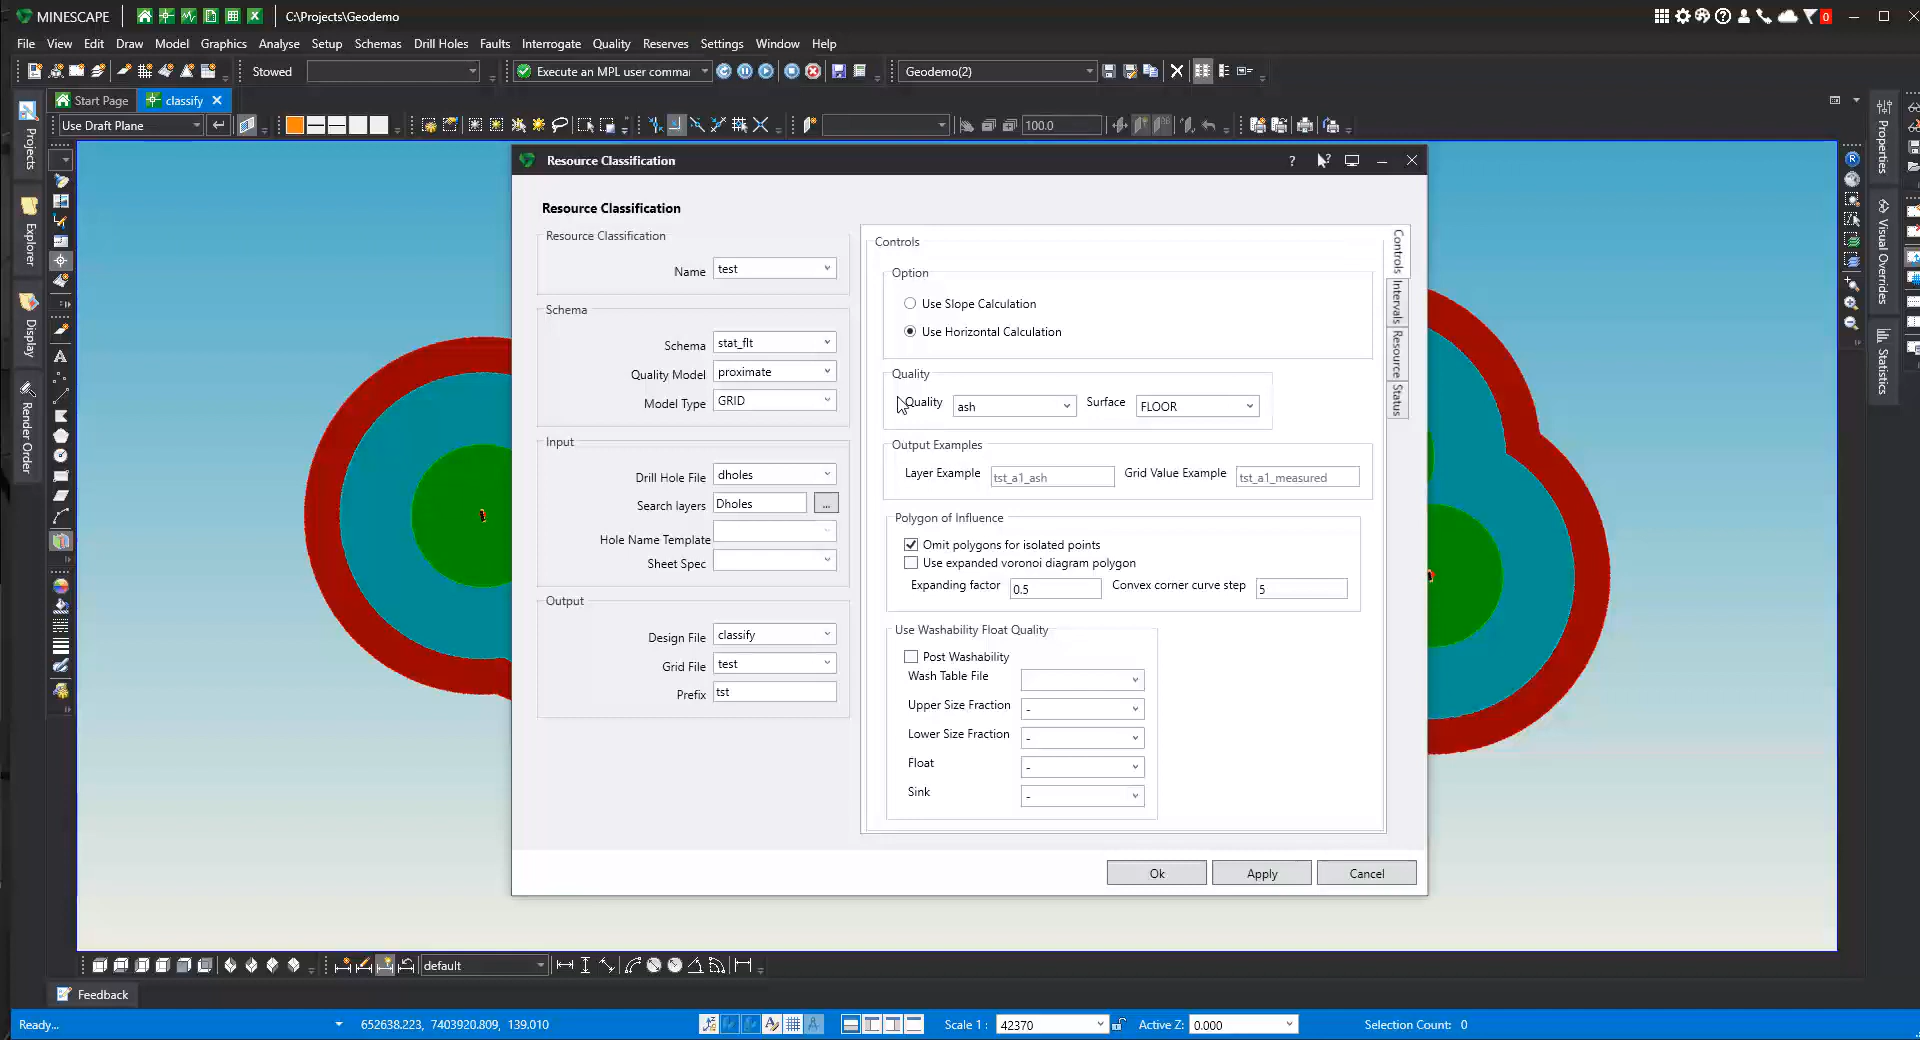 MINESCAPE C:\Projects\Geodemo 0
File View Edit Draw Model Graphics Analyse Setup Schemas Drill Holes Faults Interrogate Quality Reserves Settings Window Help
Stowed Execute an MPL user comma Geodemo(2)
Start Page classify
Use Draft Plane 100.0
Projects
Explorer
Display
Render Order
Properties
Visual Overrides
Statistics
Resource Classification ?
Resource Classification
Resource Classification
Name test
Schema
Schema stat_flt
Quality Model proximate
Model Type GRID
Input
Drill Hole File dholes
Search layers Dholes ...
Hole Name Template
Sheet Spec
Output
Design File classify
Grid File test
Prefix tst
Controls
Intervals
Resource
Status
Controls
Option
Use Slope Calculation
Use Horizontal Calculation
Quality
Quality ash Surface FLOOR
Output Examples
Layer Example tst_a1_ash Grid Value Example tst_a1_measured
Polygon of Influence
Omit polygons for isolated points
Use expanded voronoi diagram polygon
Expanding factor 0.5 Convex corner curve step 5
Use Washability Float Quality
Post Washability
Wash Table File
Upper Size Fraction -
Lower Size Fraction -
Float -
Sink -
Ok Apply Cancel
default
Feedback
Ready... 652638.223, 7403920.809, 139.010 Scale 1 : 42370 Active Z: 0.000 Selection Count: 0